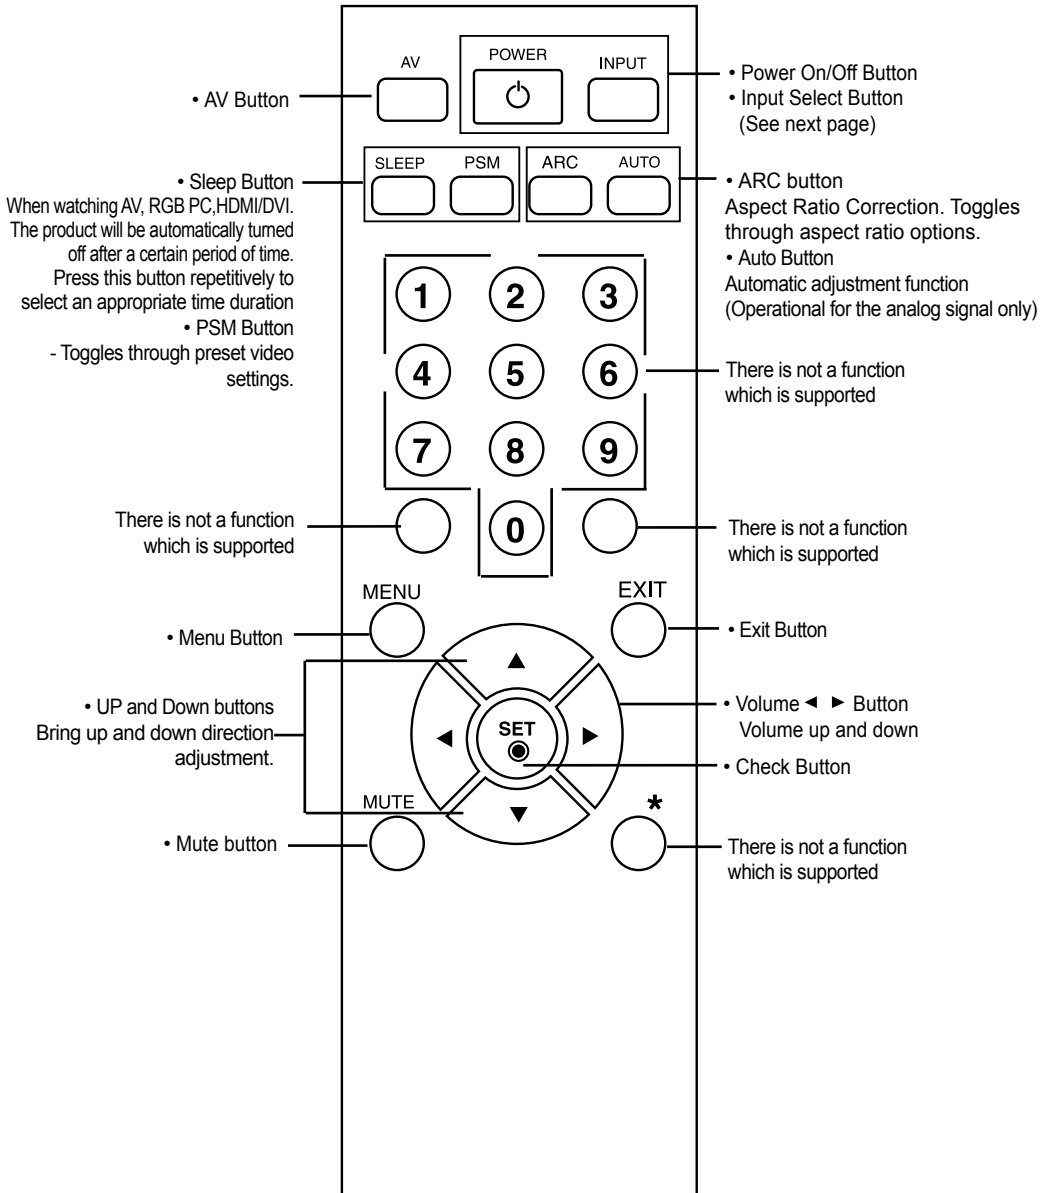 AV
POWER
INPUT
• AV Button
• Power On/Off Button
• Input Select Button
(See next page)
SLEEP
PSM
ARC
AUTO
• Sleep Button
When watching AV, RGB PC,HDMI/DVI.
The product will be automatically turned
off after a certain period of time.
Press this button repetitively to
select an appropriate time duration
• PSM Button
- Toggles through preset video
settings.
• ARC button
Aspect Ratio Correction. Toggles
through aspect ratio options.
• Auto Button
Automatic adjustment function
(Operational for the analog signal only)
1 2 3
4 5 6
7 8 9
0
There is not a function
which is supported
There is not a function
which is supported
There is not a function
which is supported
MENU
EXIT
• Menu Button
• Exit Button
• UP and Down buttons
Bring up and down direction
adjustment.
▲
◄
SET
►
▼
• Volume ◄ ► Button
Volume up and down
• Check Button
MUTE
*
• Mute button
There is not a function
which is supported